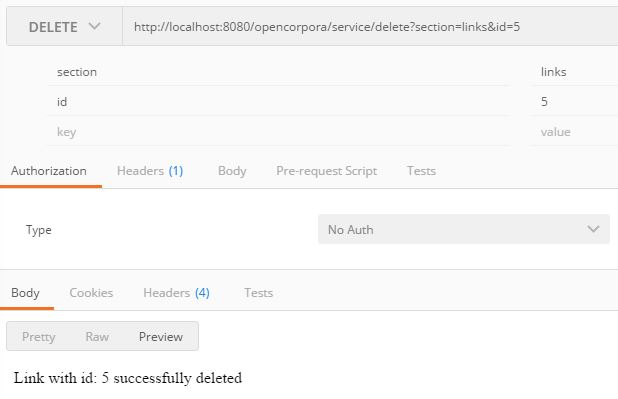 DELETE http://localhost:8080/opencorpora/service/delete?section=links&id=5
section links
id 5
key value
Authorization Headers (1) Body Pre-request Script Tests
Type No Auth
Body Cookies Headers (4) Tests
Pretty Raw Preview
Link with id: 5 successfully deleted